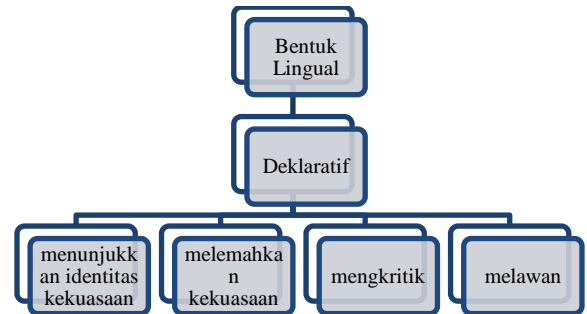 Bentuk
Lingual
Deklaratif
menunjukk
an identitas
kekuasaan
melemahka
n
kekuasaan
mengkritik
melawan